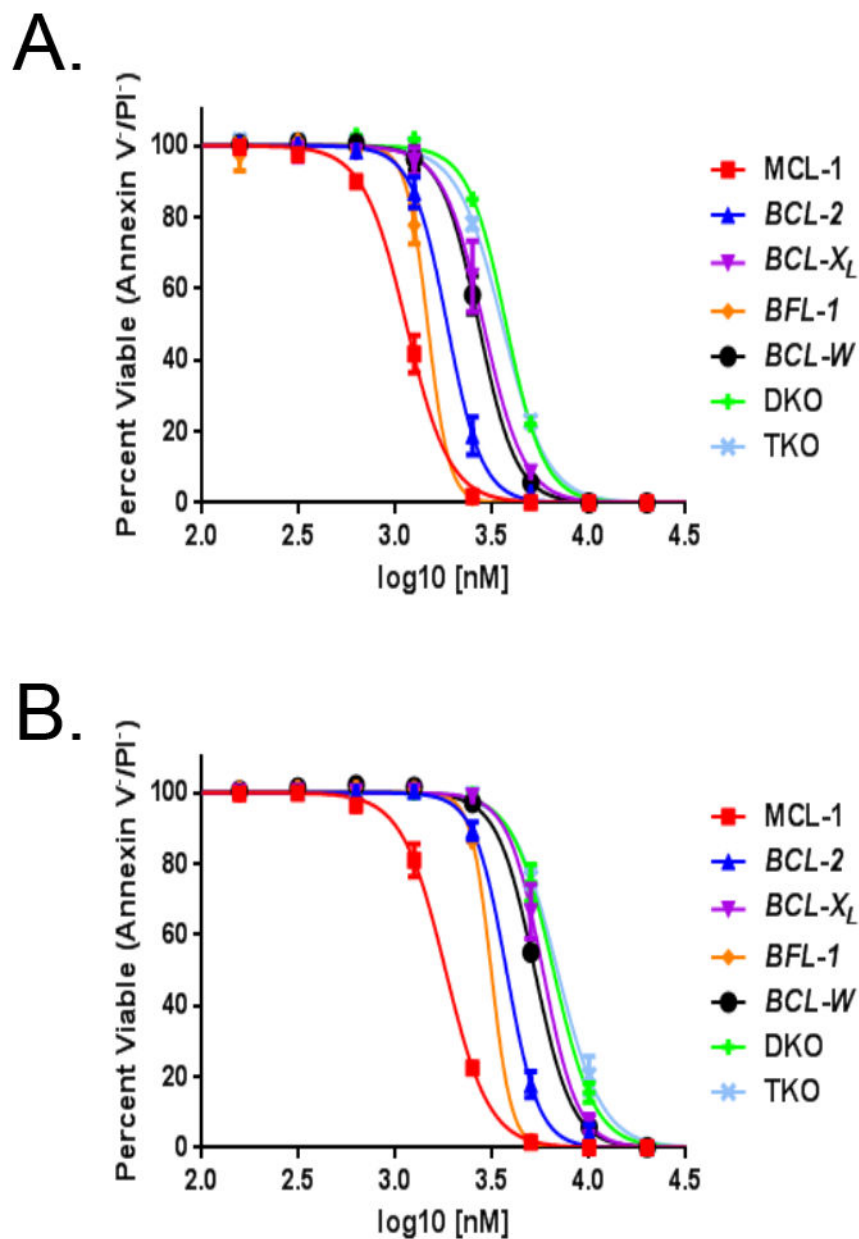 A.
Percent Viable (Annexin V⁻/PI⁻)
100
80
60
40
20
0
2.0 2.5 3.0 3.5 4.0 4.5
log10 [nM]
MCL-1
BCL-2
BCL-X_L
BFL-1
BCL-W
DKO
TKO
B.
Percent Viable (Annexin V⁻/PI⁻)
100
80
60
40
20
0
2.0 2.5 3.0 3.5 4.0 4.5
log10 [nM]
MCL-1
BCL-2
BCL-X_L
BFL-1
BCL-W
DKO
TKO